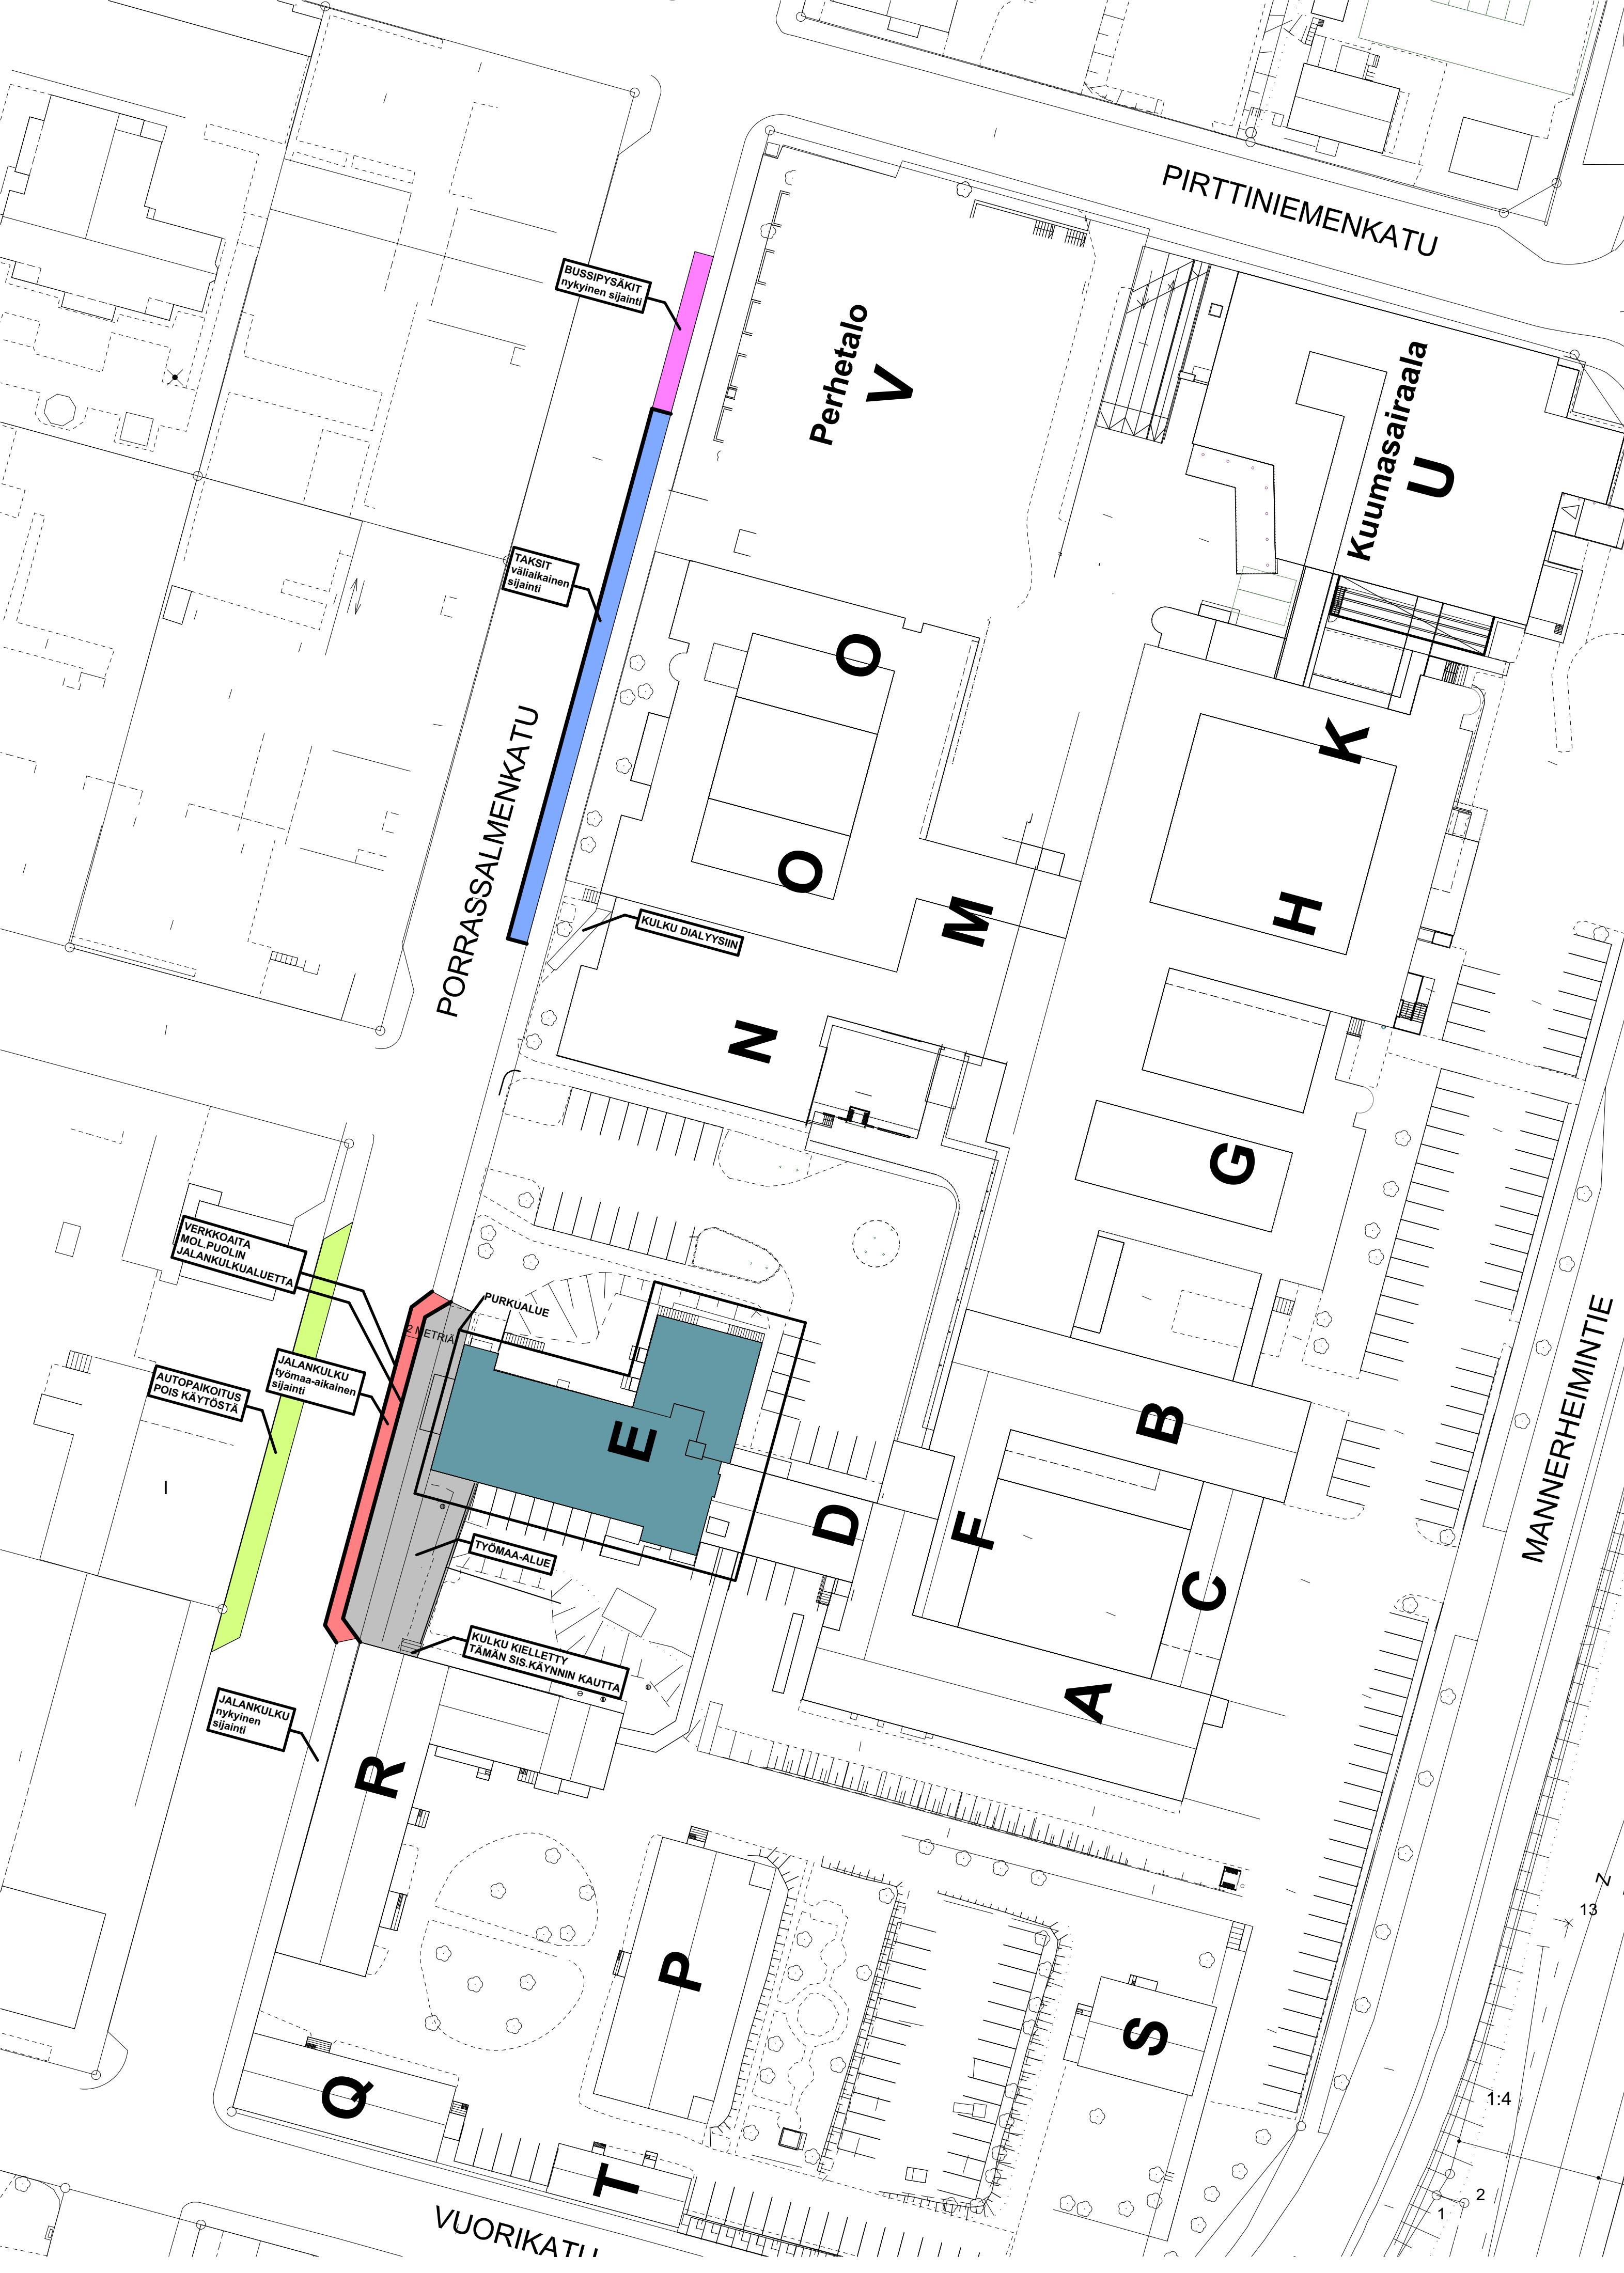 PIRTTINIEMENKATU
BUSSIPYSÄKIT
nykyinen sijainti
Perhetalo
V
Kuumasairaala
U
TAKSIT
väliaikainen
sijainti
O
K
PORRASSALMENKATU
O
H
M
KULKU DIALYYSIIN
N
G
VERKKOAITA
MOL.PUOLIN
JALANKULKUALUETTA
PURKUALUE
2 METRIÄ
MANNERHEIMINTIE
JALANKULKU
työmaa-aikainen
sijainti
AUTOPAIKOITUS
POIS KÄYTÖSTÄ
E
B
I
D
F
TYÖMAA-ALUE
C
KULKU KIELLETTY
TÄMÄN SIS.KÄYNNIN KAUTTA
JALANKULKU
nykyinen
sijainti
A
R
Z
13
P
S
Q
1:4
T
2
1
VUORIKATU